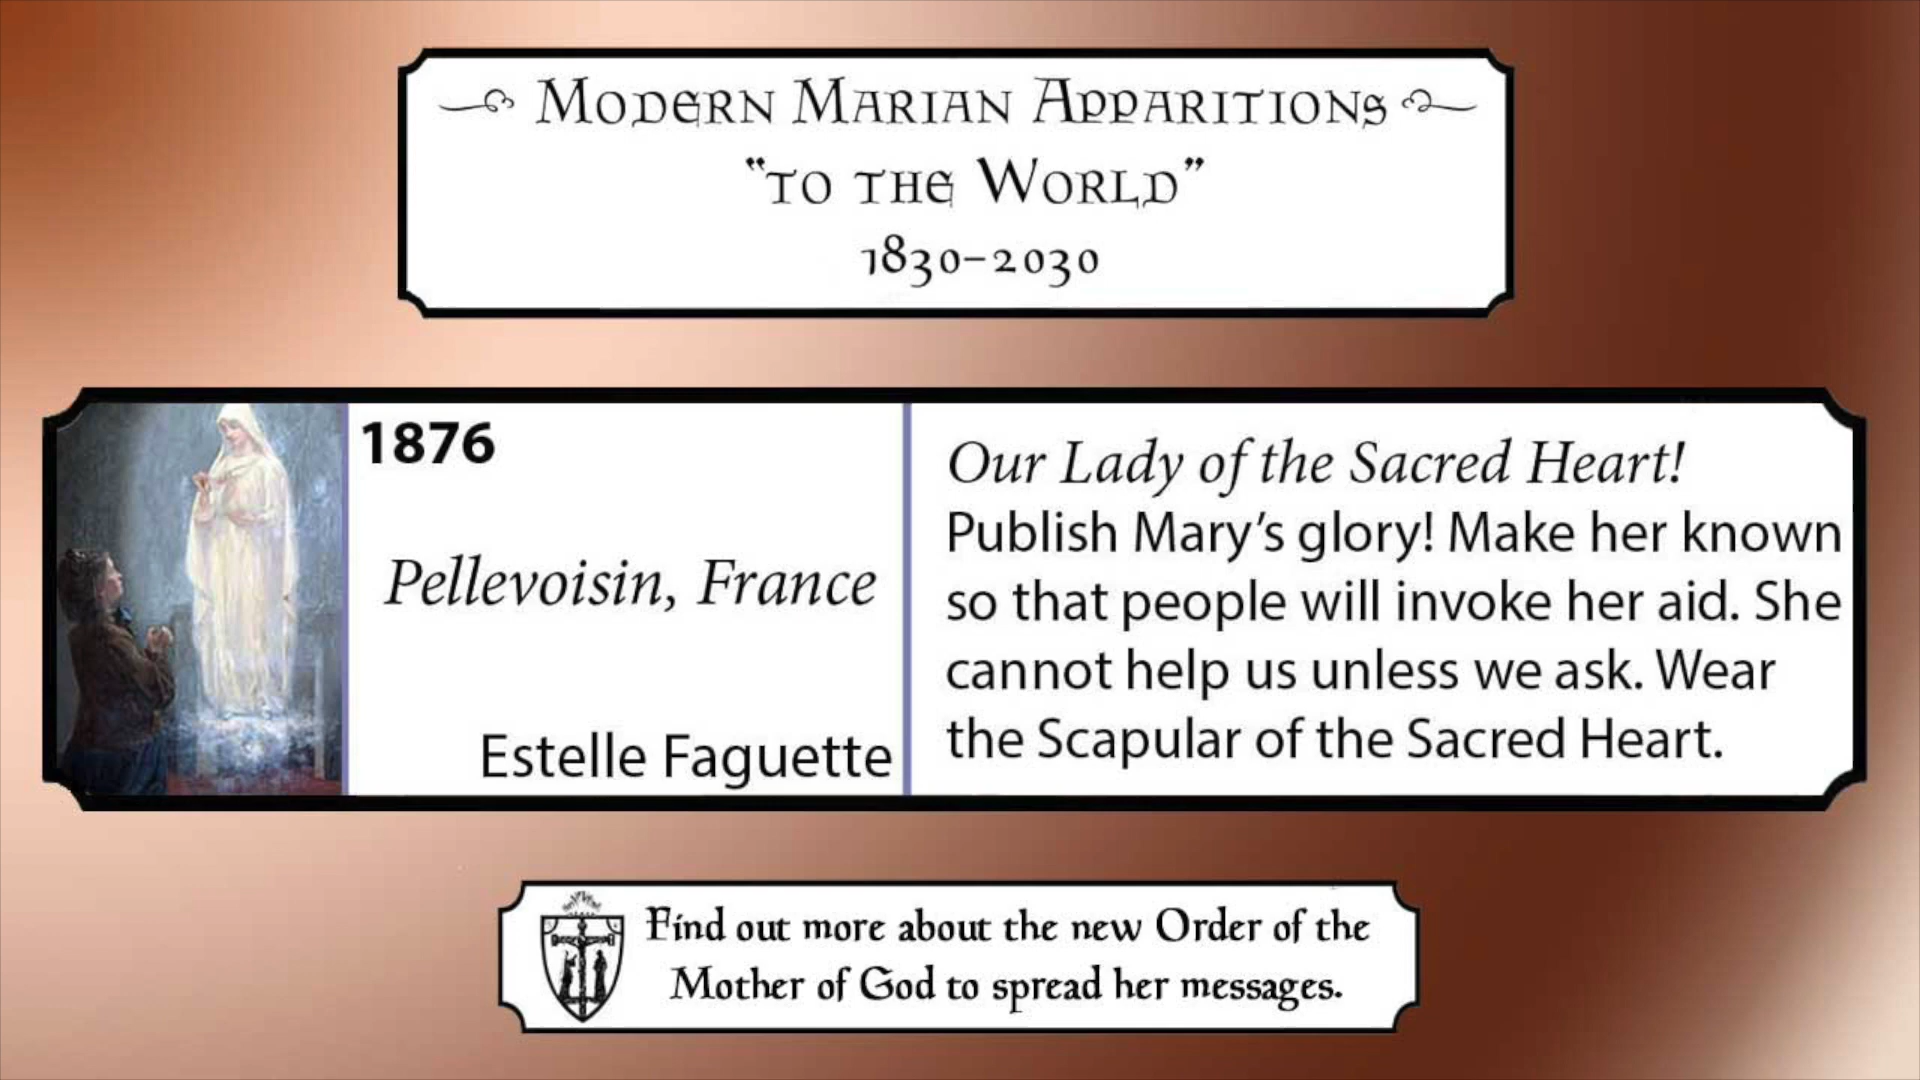 Modern Marian Apparitions
"to the World"
1830–2030
1876
Pellevoisin, France
Estelle Faguette
Our Lady of the Sacred Heart!
Publish Mary’s glory! Make her known
so that people will invoke her aid. She
cannot help us unless we ask. Wear
the Scapular of the Sacred Heart.
Find out more about the new Order of the
Mother of God to spread her messages.